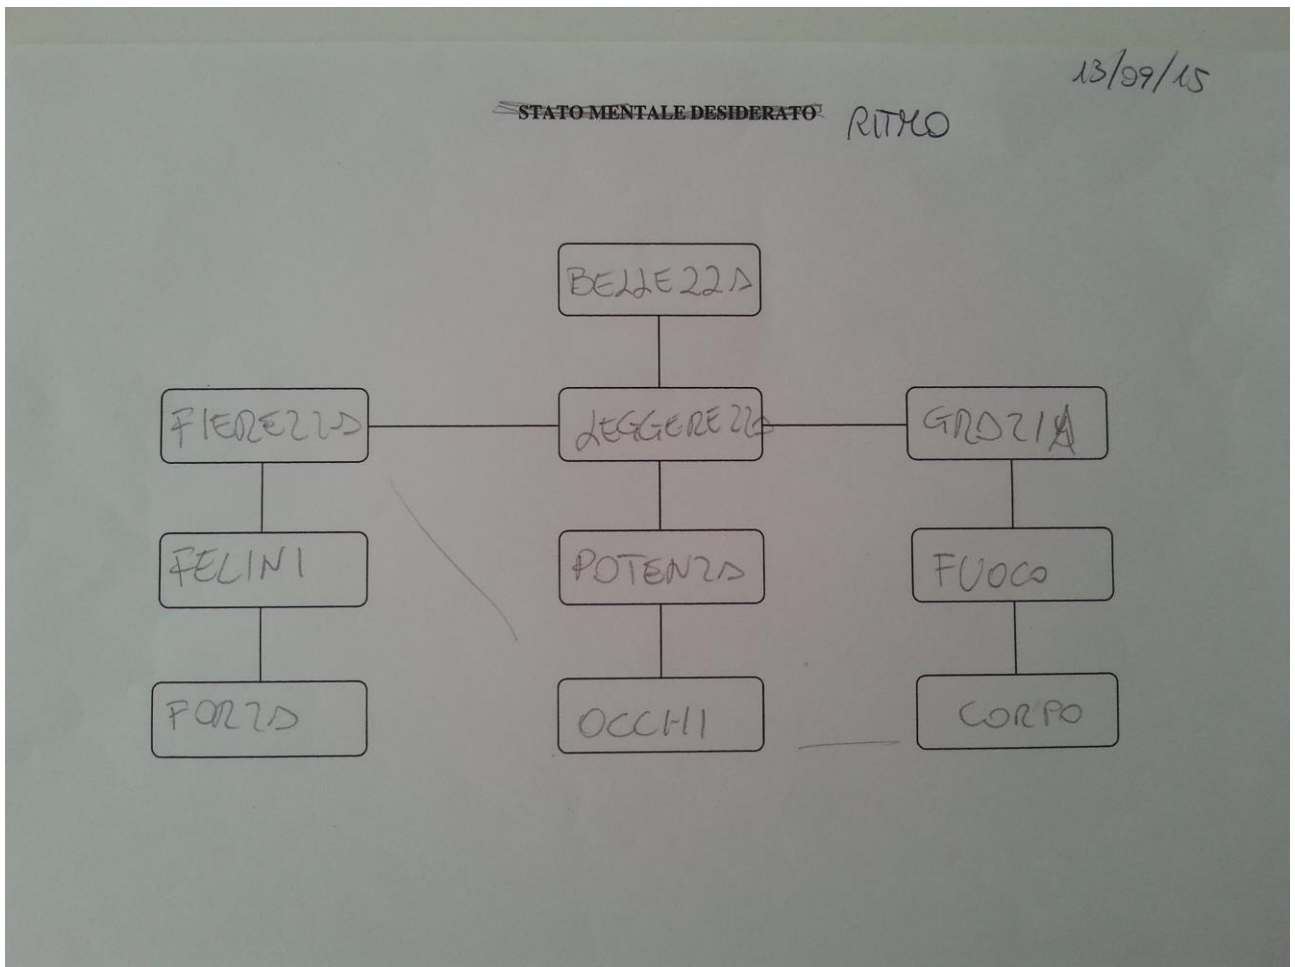 13/09/15
STATO MENTALE DESIDERATO RITMO
BELLEZZA
FIEREZZA LEGGEREZZA GRAZIA
FELINI POTENZA FUOCO
FORZA OCCHI CORPO